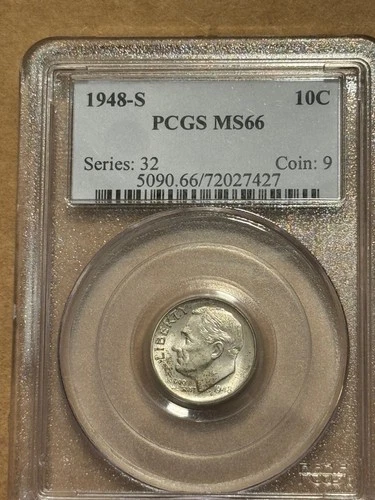 1948-S 10C
PCGS MS66
Series: 32 Coin: 9
5090.66/72027427
LIBERTY